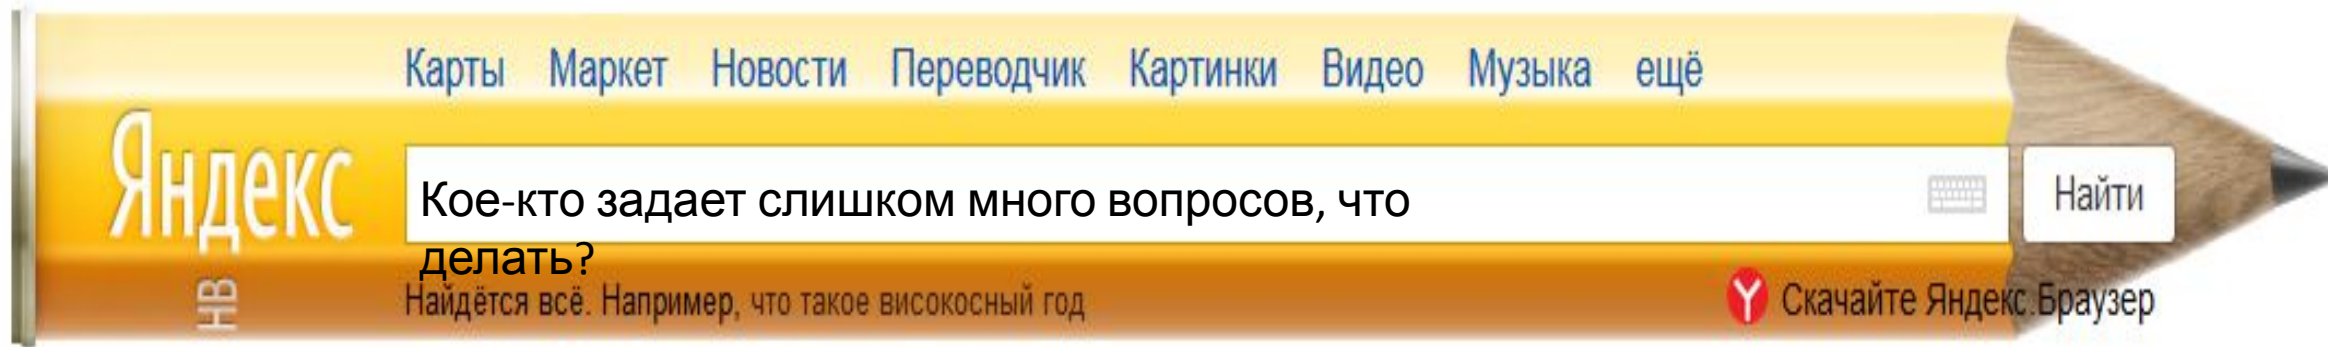 Карты Маркет Новости Переводчик Картинки Видео Музыка ещё
Яндекс
Кое-кто задает слишком много вопросов, что
делать?
Найти
нв
Найдётся всё. Например, что такое високосный год
Скачайте Яндекс.Браузер